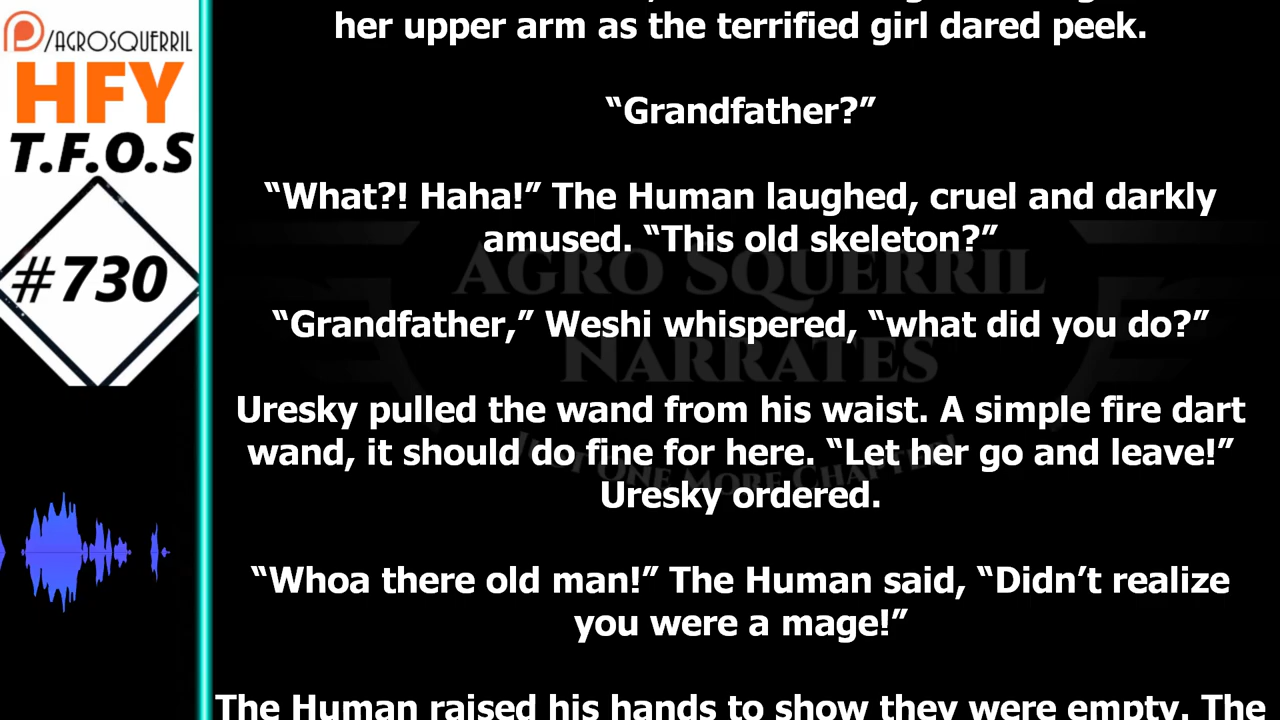 /AGROSQUERRIL
HFY
T.F.O.S
#730
her upper arm as the terrified girl dared peek.
“Grandfather?”
“What?! Haha!” The Human laughed, cruel and darkly
amused. “This old skeleton?”
“Grandfather,” Weshi whispered, “what did you do?”
Uresky pulled the wand from his waist. A simple fire dart
wand, it should do fine for here. “Let her go and leave!”
Uresky ordered.
“Whoa there old man!” The Human said, “Didn’t realize
you were a mage!”
The Human raised his hands to show they were empty. The
AGRO SQUERRIL
NARRATES
ONE MORE CHAPTER